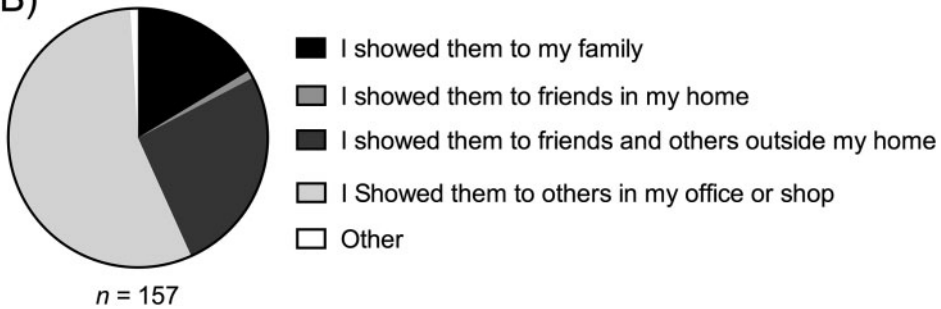 B)
I showed them to my family
I showed them to friends in my home
I showed them to friends and others outside my home
I Showed them to others in my office or shop
Other
n = 157